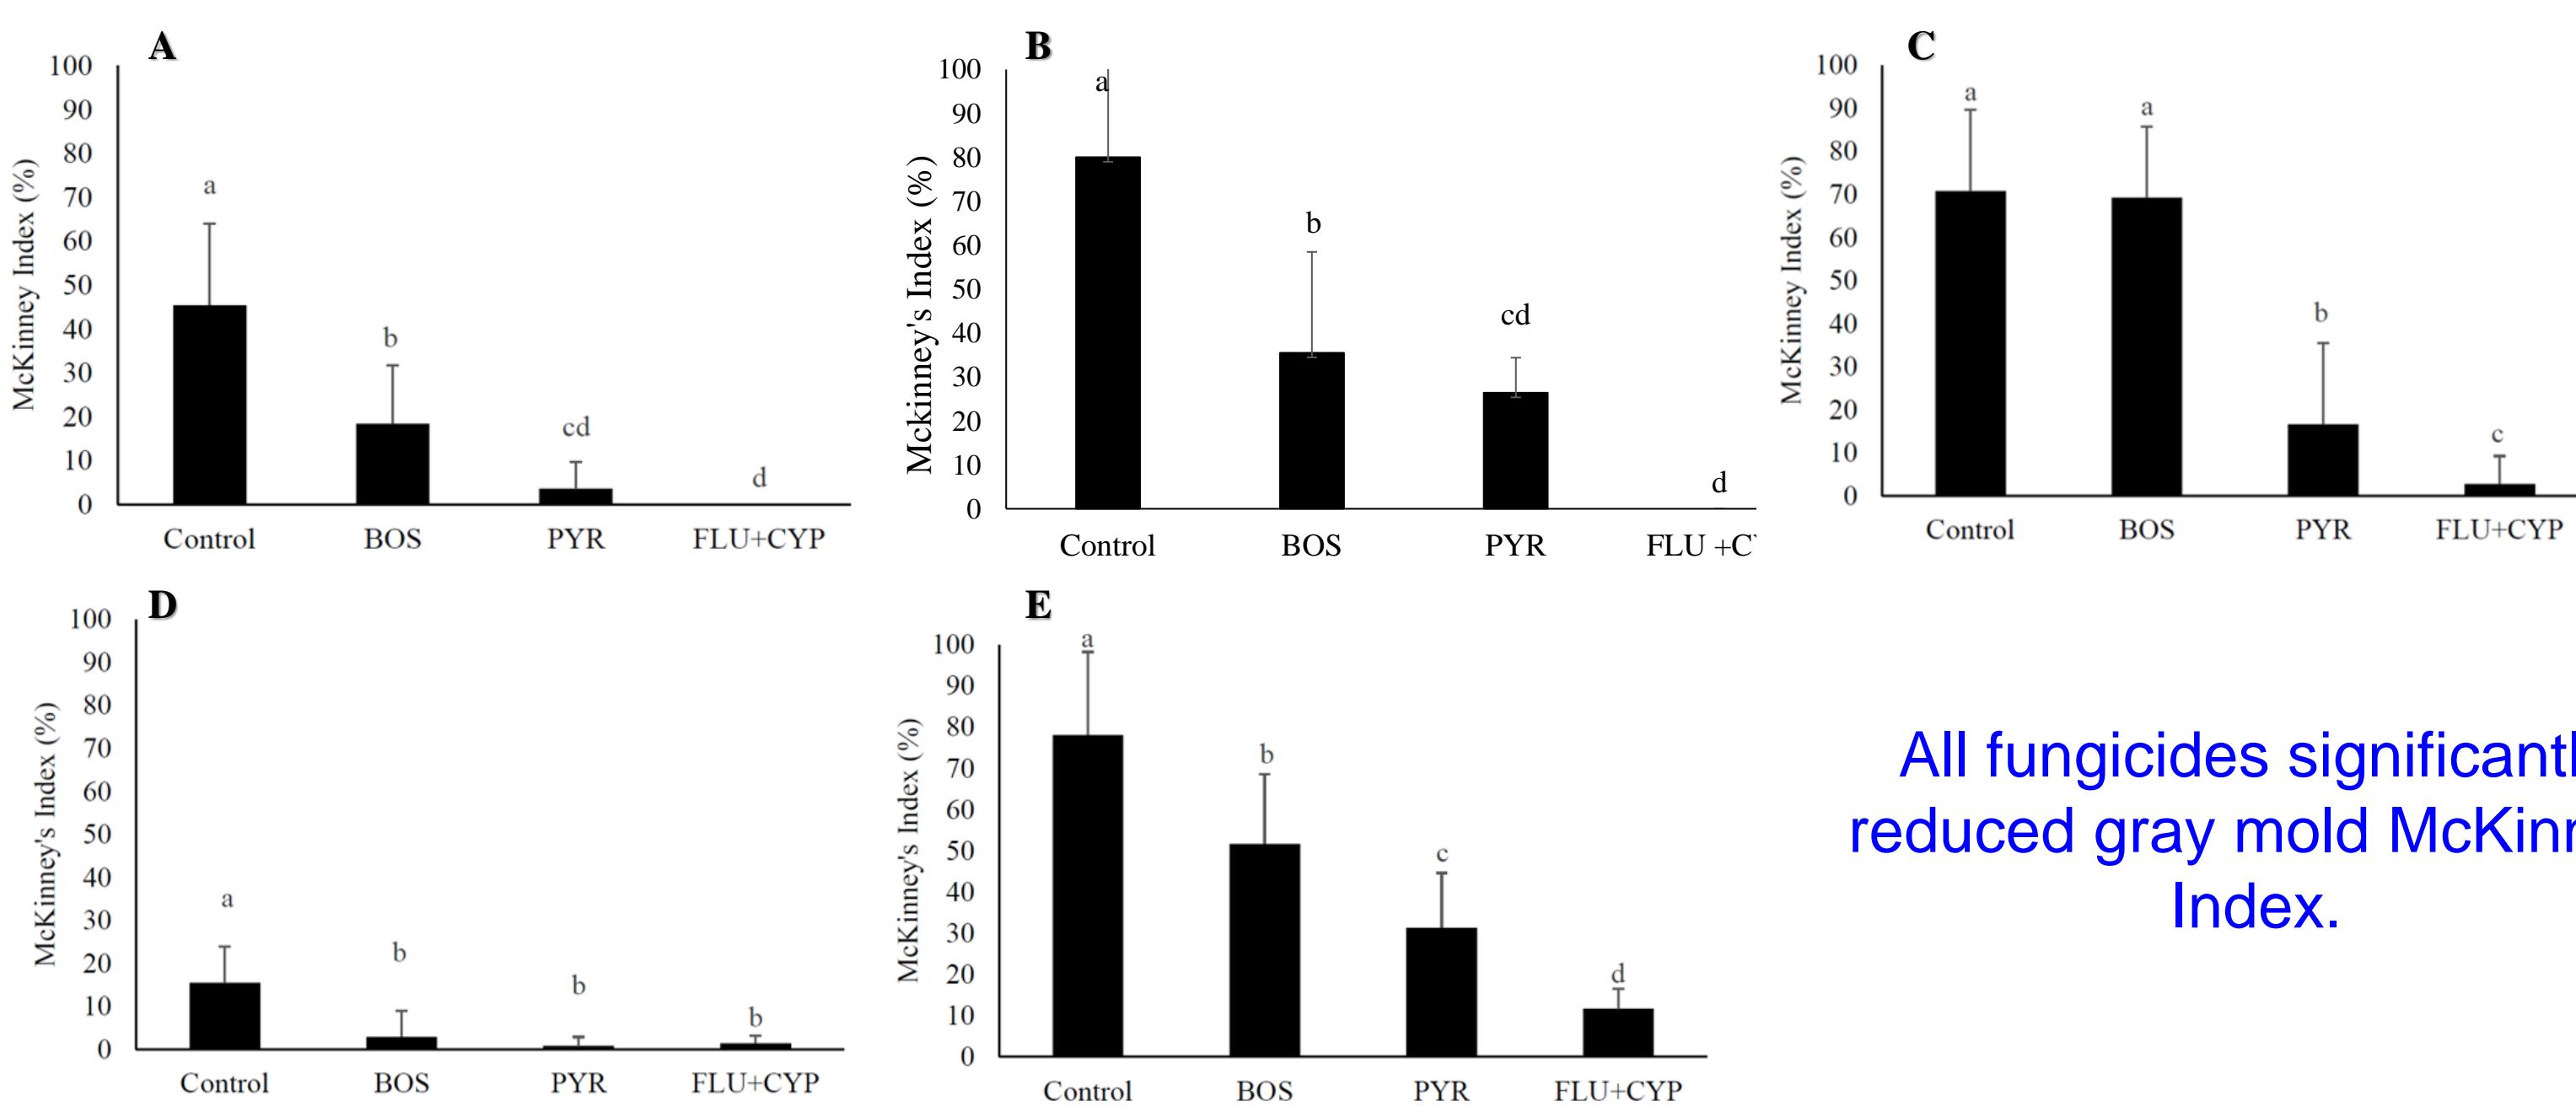 A
McKinney Index (%)
100
90
80
70
60
50
40
30
20
10
0
a
b
cd
d
Control BOS PYR FLU+CYP
B
Mckinney's Index (%)
100
90
80
70
60
50
40
30
20
10
0
a
b
cd
d
Control BOS PYR FLU +C
C
McKinney Index (%)
100
90
80
70
60
50
40
30
20
10
0
a
a
b
c
Control BOS PYR FLU+CYP
D
McKinney's Index (%)
100
90
80
70
60
50
40
30
20
10
0
a
b
b
b
Control BOS PYR FLU+CYP
E
McKinney's Index (%)
100
90
80
70
60
50
40
30
20
10
0
a
b
c
d
Control BOS PYR FLU+CYP
All fungicides significantl
reduced gray mold McKinn
Index.